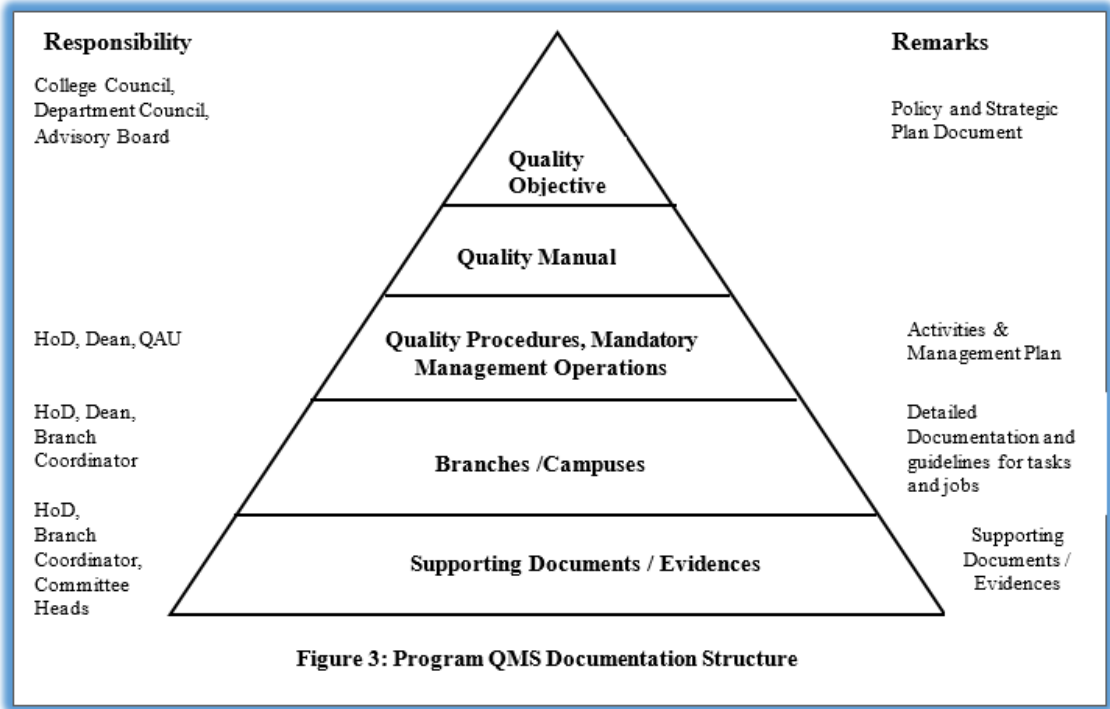 Responsibility
College Council,
Department Council,
Advisory Board
HoD, Dean, QAU
HoD, Dean,
Branch
Coordinator
HoD,
Branch
Coordinator,
Committee
Heads
Quality
Objective
Quality Manual
Quality Procedures, Mandatory
Management Operations
Branches /Campuses
Supporting Documents / Evidences
Remarks
Policy and Strategic
Plan Document
Activities &
Management Plan
Detailed
Documentation and
guidelines for tasks
and jobs
Supporting
Documents /
Evidences
Figure 3: Program QMS Documentation Structure